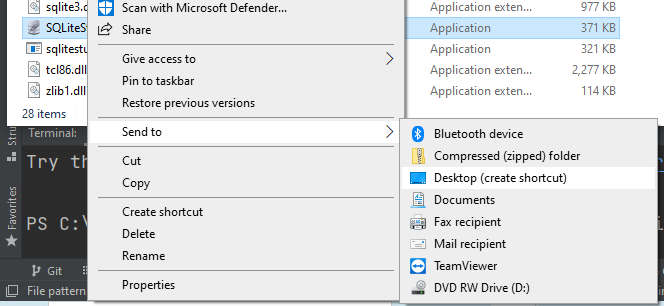 sqlite3.d
Application exten...
977 KB
SQLiteSt
Application
371 KB
sqlitestu
Application exten...
321 KB
tcl86.dll
Application exten...
2,277 KB
zlib1.dll
Application exten...
114 KB
28 items
Scan with Microsoft Defender...
Share
Give access to
Pin to taskbar
Restore previous versions
Send to
Cut
Copy
Create shortcut
Delete
Rename
Properties
Bluetooth device
Compressed (zipped) folder
Desktop (create shortcut)
Documents
Fax recipient
Mail recipient
TeamViewer
DVD RW Drive (D:)
Terminal:
Try th
PS C:\
Favorites
Git
File pattern